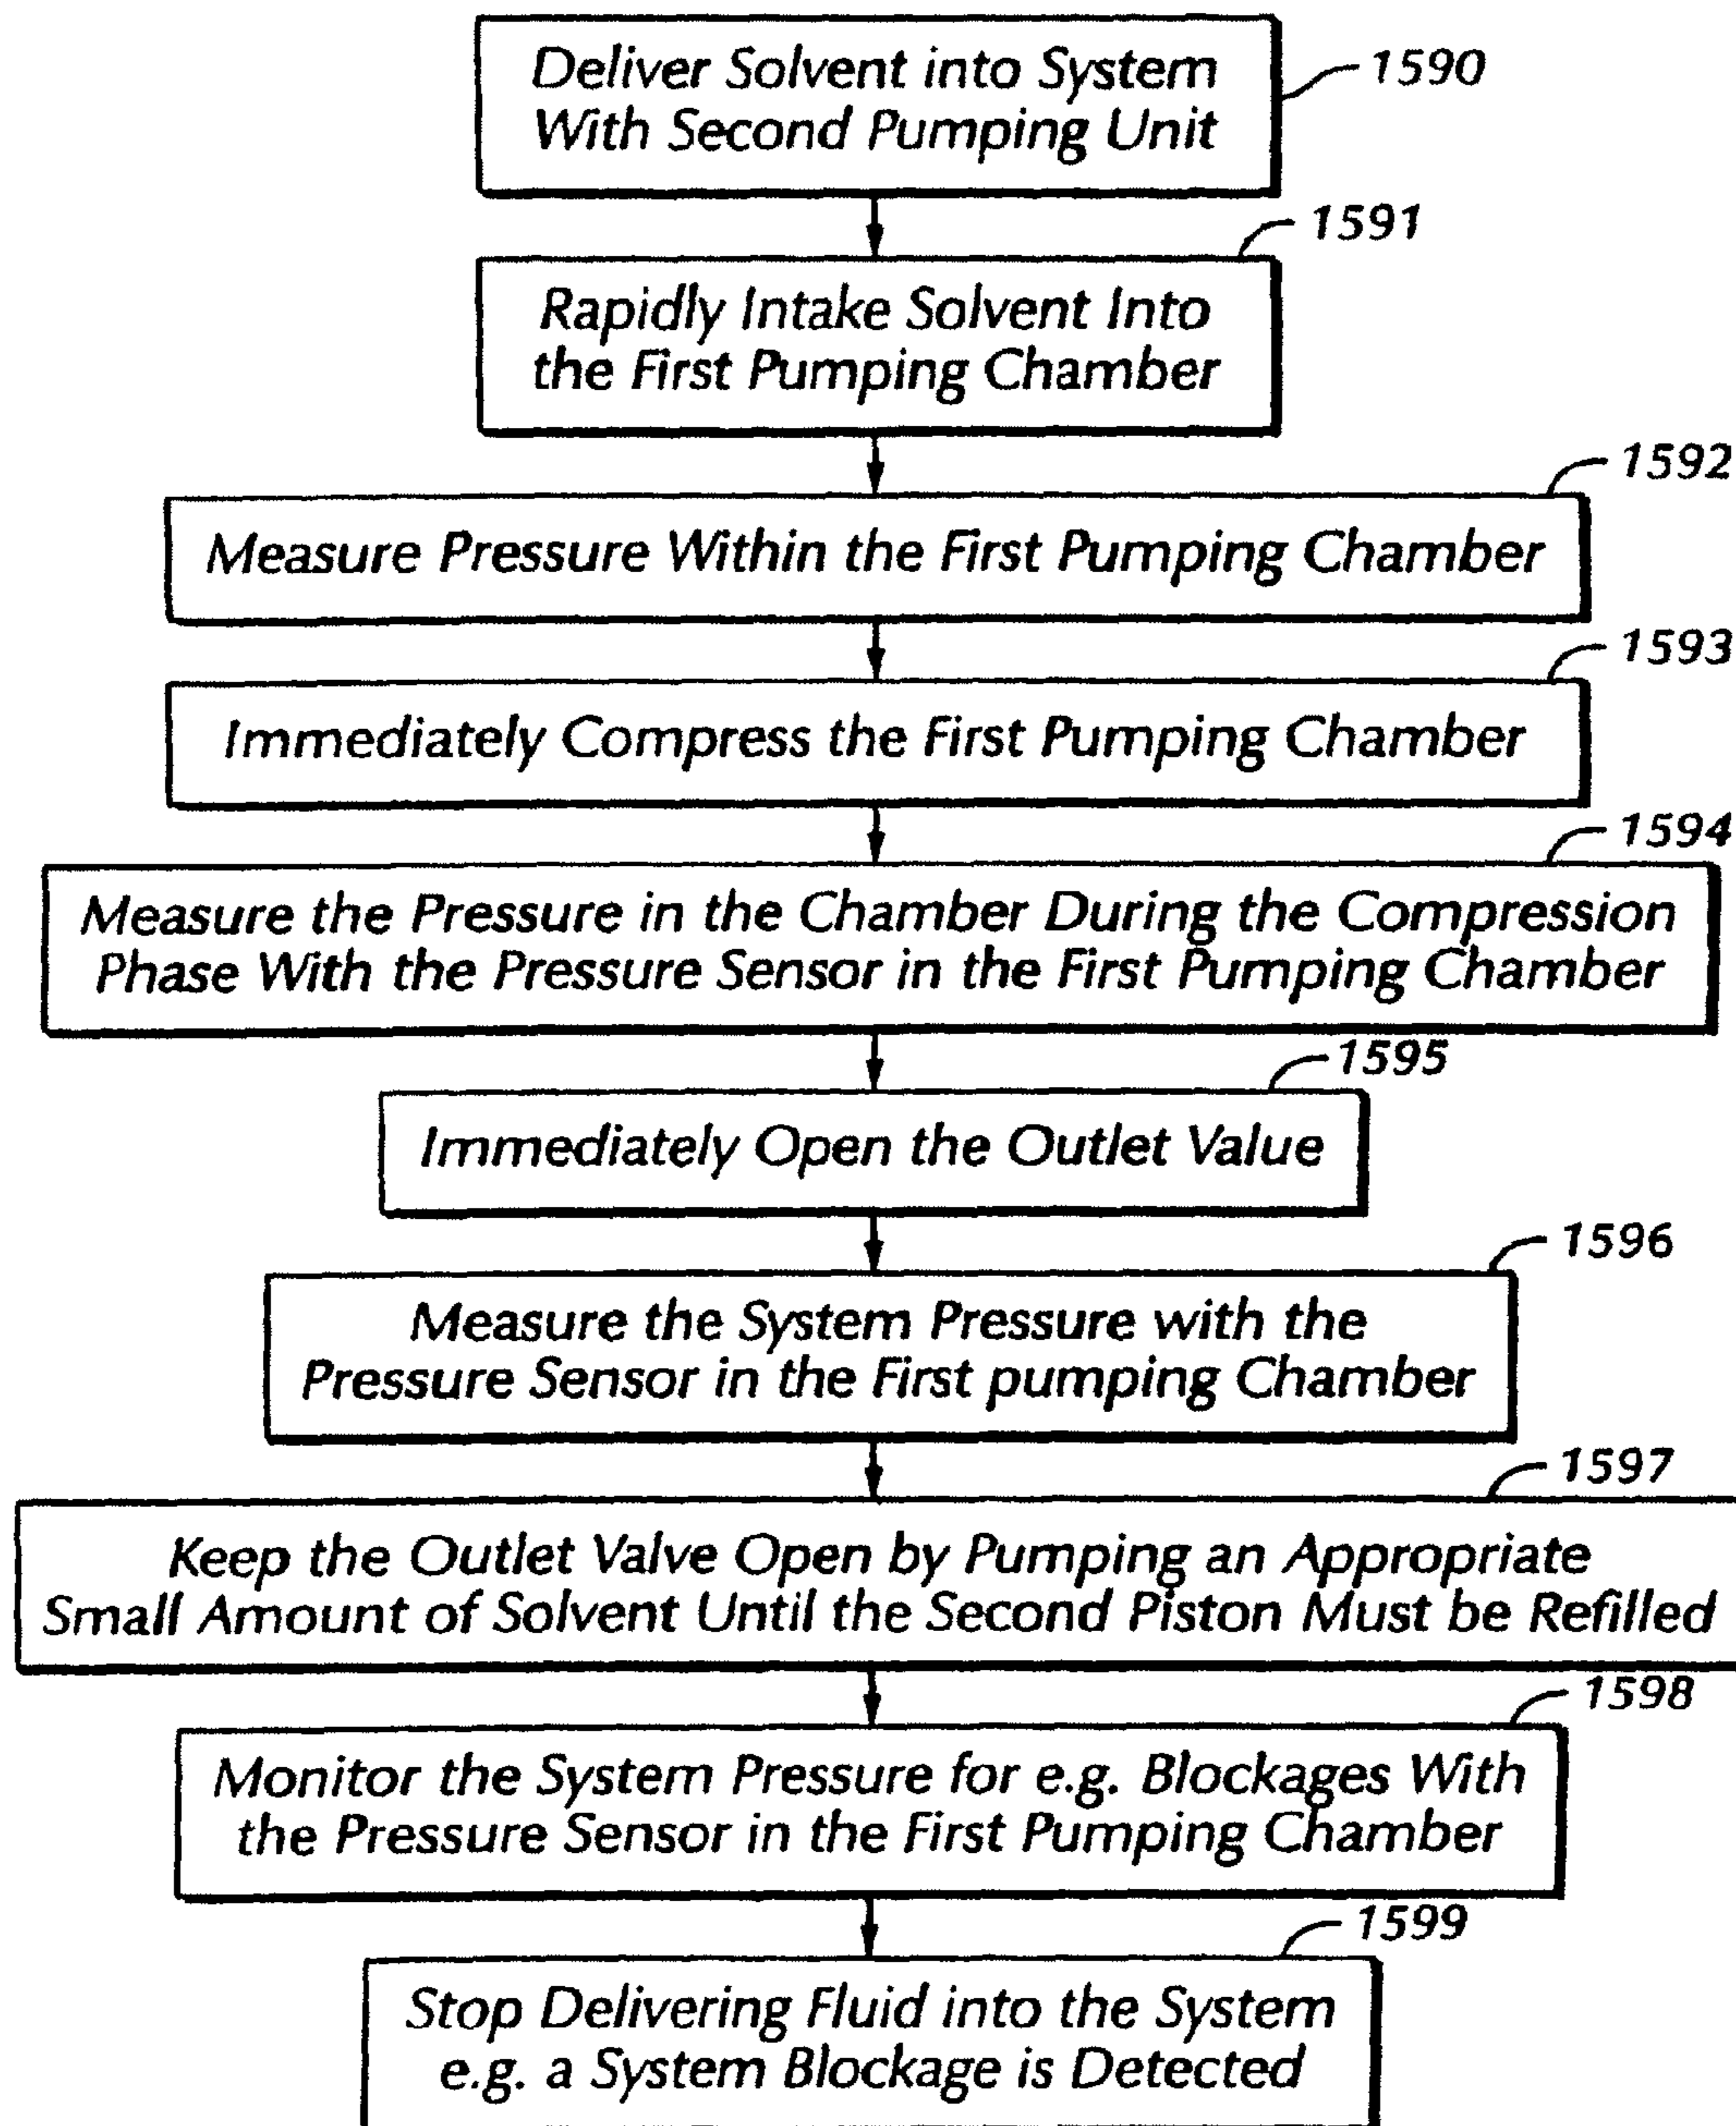 Deliver Solvent into System
With Second Pumping Unit
1590
1591
Rapidly Intake Solvent Into
the First Pumping Chamber
1592
Measure Pressure Within the First Pumping Chamber
1593
Immediately Compress the First Pumping Chamber
1594
Measure the Pressure in the Chamber During the Compression
Phase With the Pressure Sensor in the First Pumping Chamber
1595
Immediately Open the Outlet Value
1596
Measure the System Pressure with the
Pressure Sensor in the First pumping Chamber
1597
Keep the Outlet Valve Open by Pumping an Appropriate
Small Amount of Solvent Until the Second Piston Must be Refilled
1598
Monitor the System Pressure for e.g. Blockages With
the Pressure Sensor in the First Pumping Chamber
1599
Stop Delivering Fluid into the System
e.g. a System Blockage is Detected